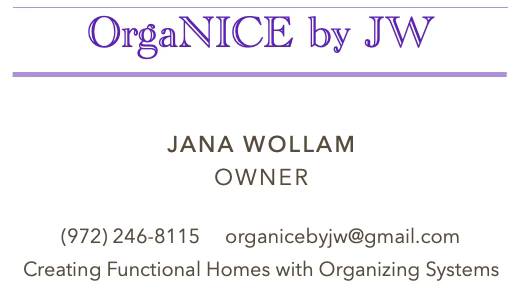 OrgaNICE by JW
JANA WOLLAM
OWNER
(972) 246-8115 organicebyjw@gmail.com
Creating Functional Homes with Organizing Systems